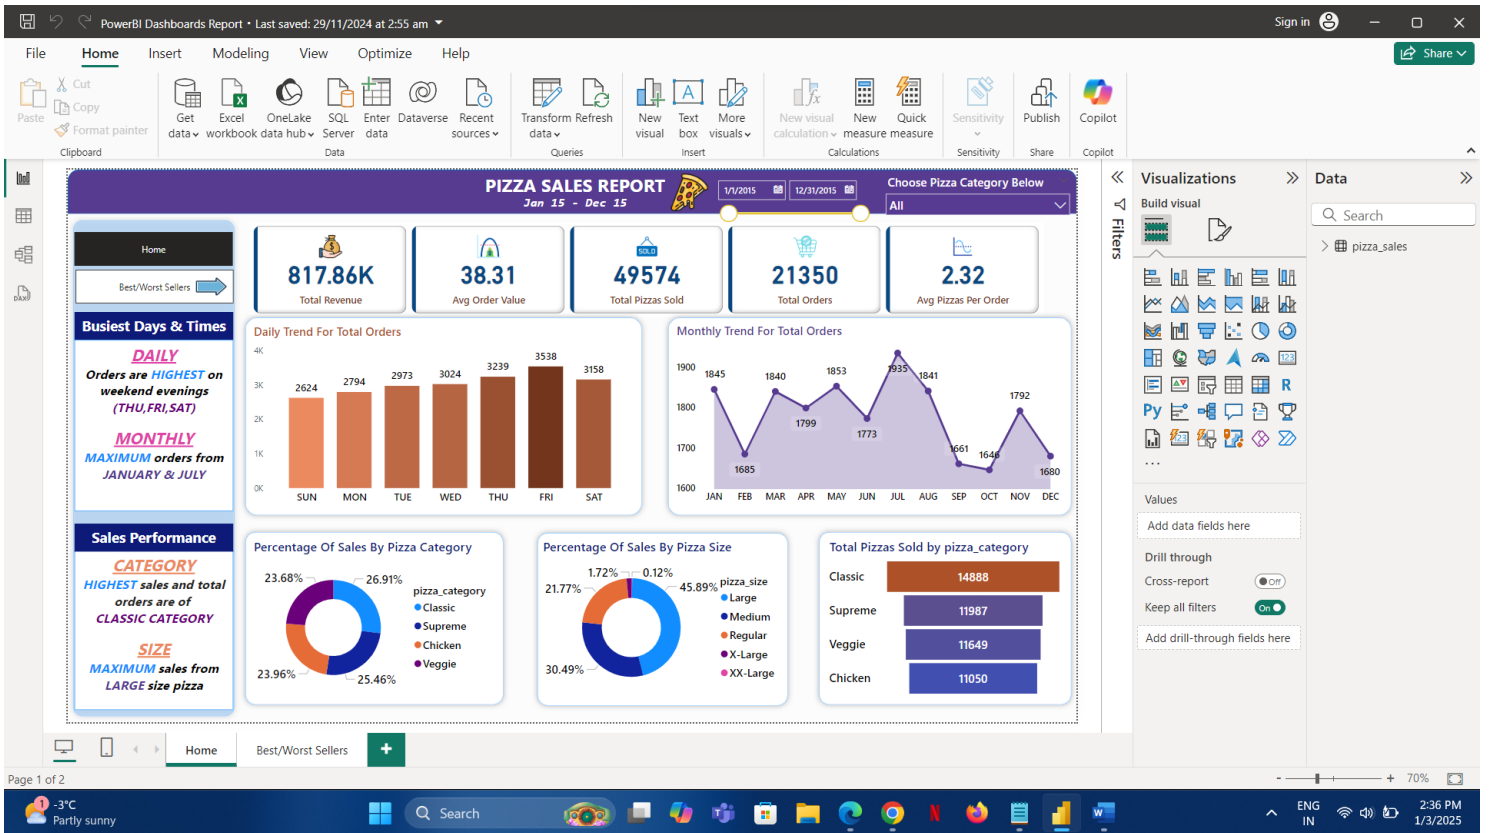 PowerBI Dashboards Report • Last saved: 29/11/2024 at 2:55 am
Sign in
File Home Insert Modeling View Optimize Help
Share
Paste
Cut
Copy
Format painter
Clipboard
Get data
Excel workbook
OneLake data hub
SQL Server
Enter data
Dataverse
Recent sources
Data
Transform data
Refresh
Queries
New visual
Text box
More visuals
Insert
New visual calculation
New measure
Quick measure
Calculations
Sensitivity
Sensitivity
Publish
Share
Copilot
Copilot
PIZZA SALES REPORT
Jan 15 - Dec 15
1/1/2015
12/31/2015
Choose Pizza Category Below
All
Home
Best/Worst Sellers
Busiest Days & Times
DAILY
Orders are HIGHEST on
weekend evenings
(THU,FRI,SAT)
MONTHLY
MAXIMUM orders from
JANUARY & JULY
Sales Performance
CATEGORY
HIGHEST sales and total
orders are of
CLASSIC CATEGORY
SIZE
MAXIMUM sales from
LARGE size pizza
817.86K
Total Revenue
38.31
Avg Order Value
SOLD
49574
Total Pizzas Sold
21350
Total Orders
2.32
Avg Pizzas Per Order
Daily Trend For Total Orders
4K
3K
2K
1K
0K
2624
2794
2973
3024
3239
3538
3158
SUN MON TUE WED THU FRI SAT
Monthly Trend For Total Orders
1900
1800
1700
1600
1845
1685
1840
1799
1853
1773
1935
1841
1661
1646
1792
1680
JAN FEB MAR APR MAY JUN JUL AUG SEP OCT NOV DEC
Percentage Of Sales By Pizza Category
23.68%
26.91%
23.96%
25.46%
pizza_category
Classic
Supreme
Chicken
Veggie
Percentage Of Sales By Pizza Size
1.72%
0.12%
21.77%
45.89%
30.49%
pizza_size
Large
Medium
Regular
X-Large
XX-Large
Total Pizzas Sold by pizza_category
Classic 14888
Supreme 11987
Veggie 11649
Chicken 11050
Filters
Visualizations
Build visual
123
R
Py
123
...
Values
Add data fields here
Drill through
Cross-report
Off
Keep all filters
On
Add drill-through fields here
Data
Search
pizza_sales
Home
Best/Worst Sellers
+
Page 1 of 2
- + 70%
1
-3°C
Partly sunny
Search
ENG
IN
2:36 PM
1/3/2025